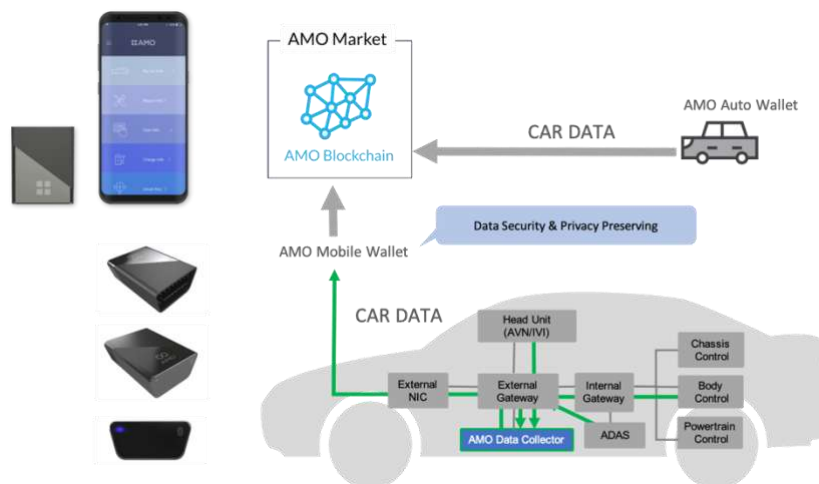 AMO
AMO Market
AMO Blockchain
CAR DATA
AMO Auto Wallet
Data Security & Privacy Preserving
AMO Mobile Wallet
CAR DATA
Head Unit
(AVN/IVI)
Chassis
Control
External
NIC
External
Gateway
Internal
Gateway
Body
Control
AMO Data Collector
ADAS
Powertrain
Control
AMO